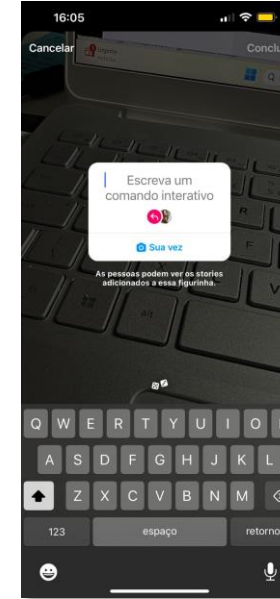 16:05
Cancelar
Conclu
Escreva um
comando interativo
Sua vez
As pessoas podem ver os stories
adicionados a essa figurinha.
Q W E R T Y U I O
A S D F G H J K L
Z X C V B N M
123 espaço retorno